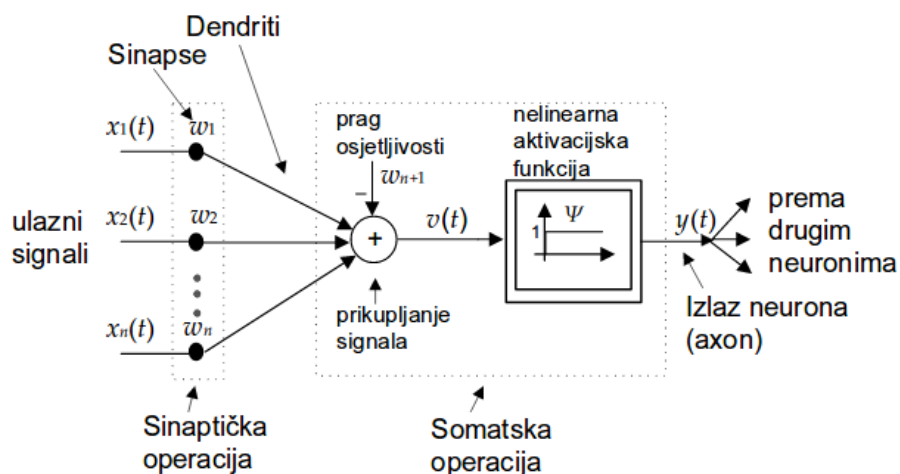 Dendriti
Sinapse
x1(t)
w1
prag
osjetljivosti
wn+1
−
nelinearna
aktivacijska
funkcija
ulazni
signali
x2(t)
w2
+
v(t)
1
Ψ
y(t)
prema
drugim
neuronima
xn(t)
wn
prikupljanje
signala
Izlaz neurona
(axon)
Sinaptička
operacija
Somatska
operacija